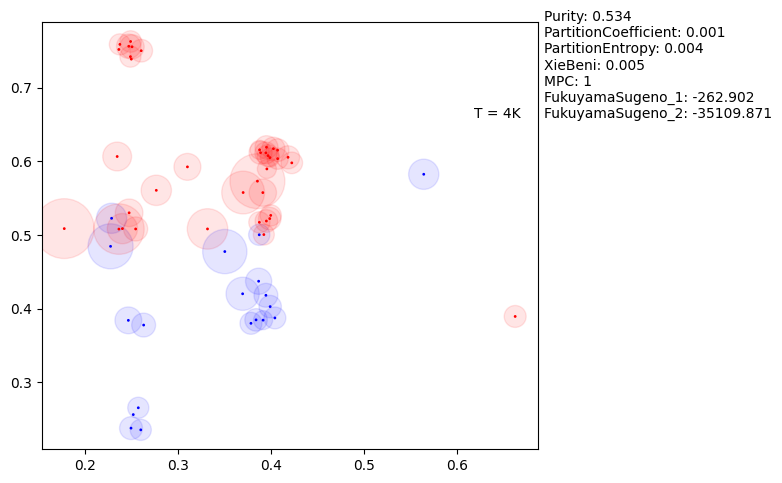 Purity: 0.534
PartitionCoefficient: 0.001
PartitionEntropy: 0.004
XieBeni: 0.005
MPC: 1
FukuyamaSugeno_1: -262.902
FukuyamaSugeno_2: -35109.871
T = 4K
0.7
0.6
0.5
0.4
0.3
0.2 0.3 0.4 0.5 0.6